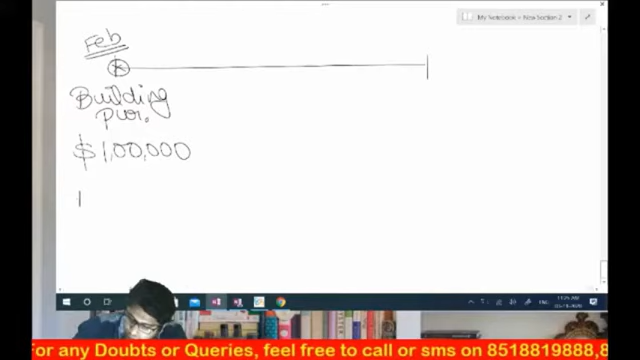 My Notebook - New Section 2
Feb
Building
pur.
$1,00,000
ENG
For any Doubts or Queries, feel free to call or sms on 8518819888,8